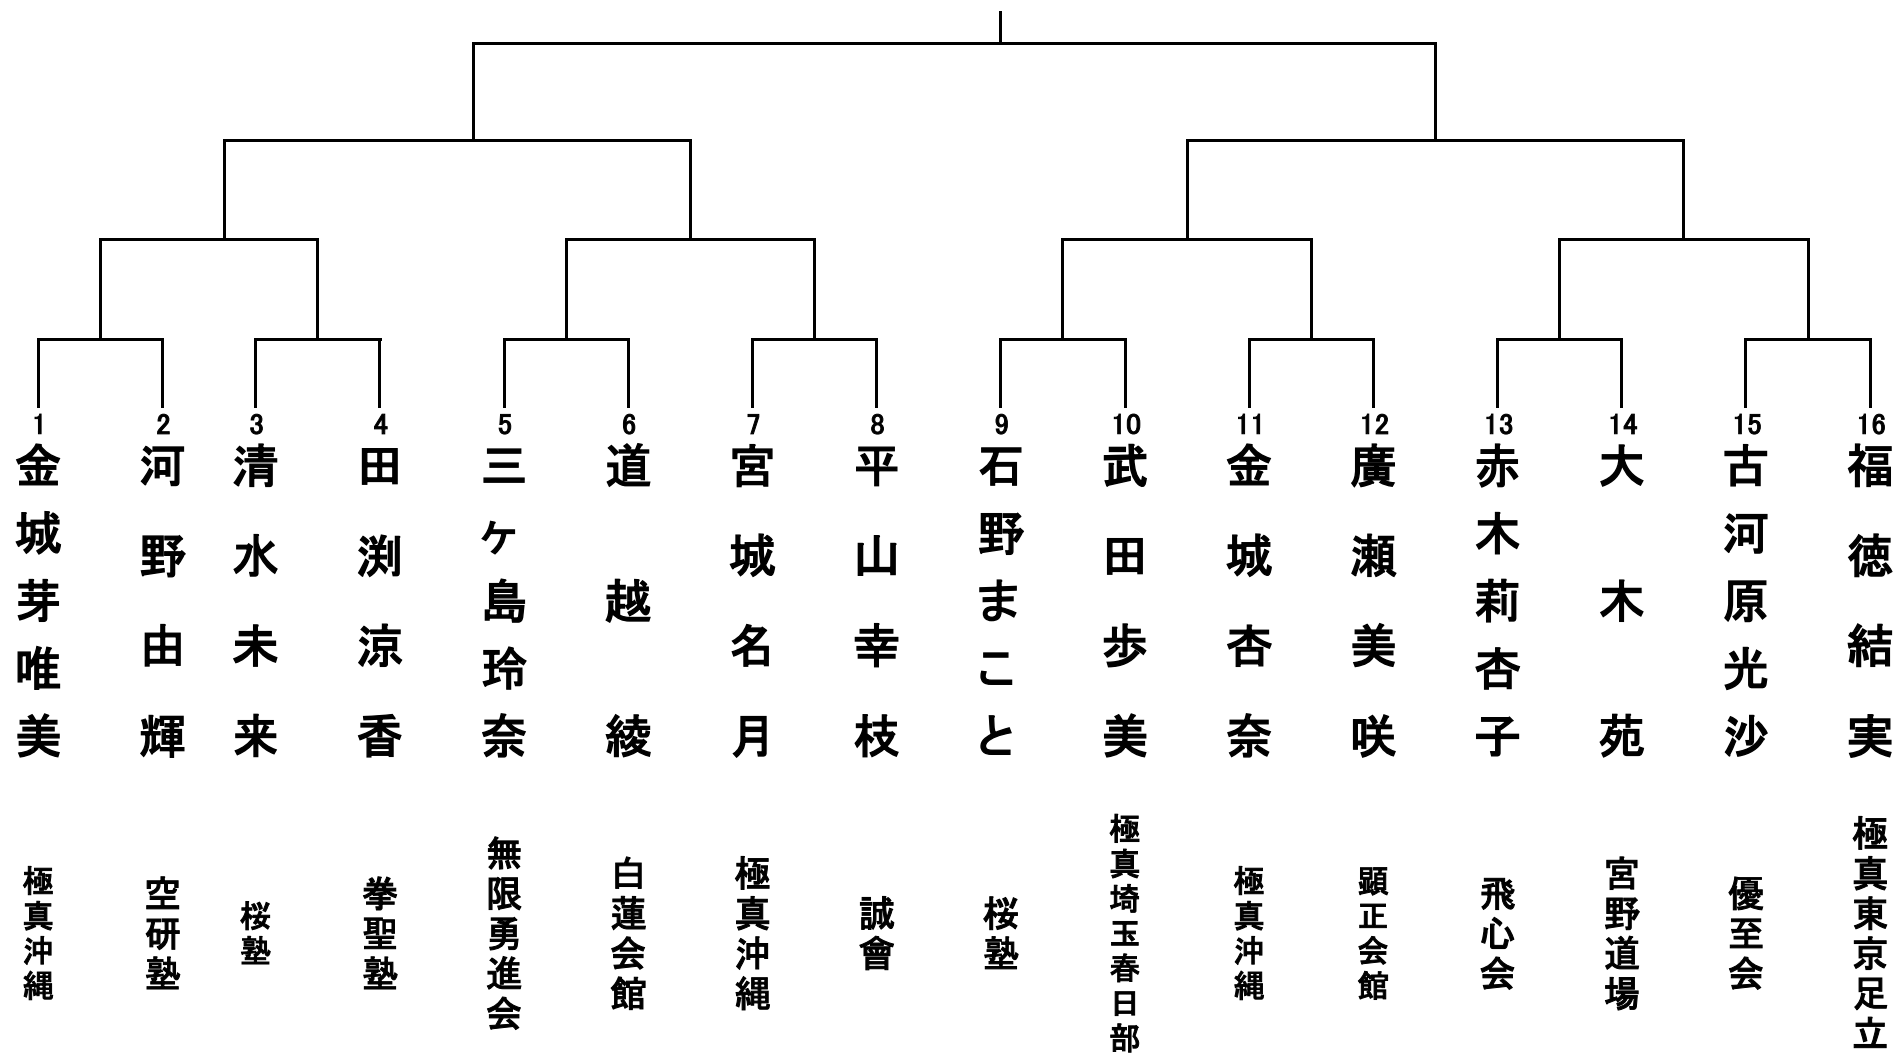 1
金城芽唯美
極真沖縄
2
河野由輝
空研塾
3
清水未来
桜塾
4
田渕涼香
拳聖塾
5
三ヶ島玲奈
無限勇進会
6
道越綾
白蓮会館
7
宮城名月
極真沖縄
8
平山幸枝
誠會
9
石野まこと
桜塾
10
武田歩美
極真埼玉春日部
11
金城杏奈
極真沖縄
12
廣瀬美咲
顕正会館
13
赤木莉杏子
飛心会
14
大木苑
宮野道場
15
古河原光沙
優至会
16
福徳結実
極真東京足立